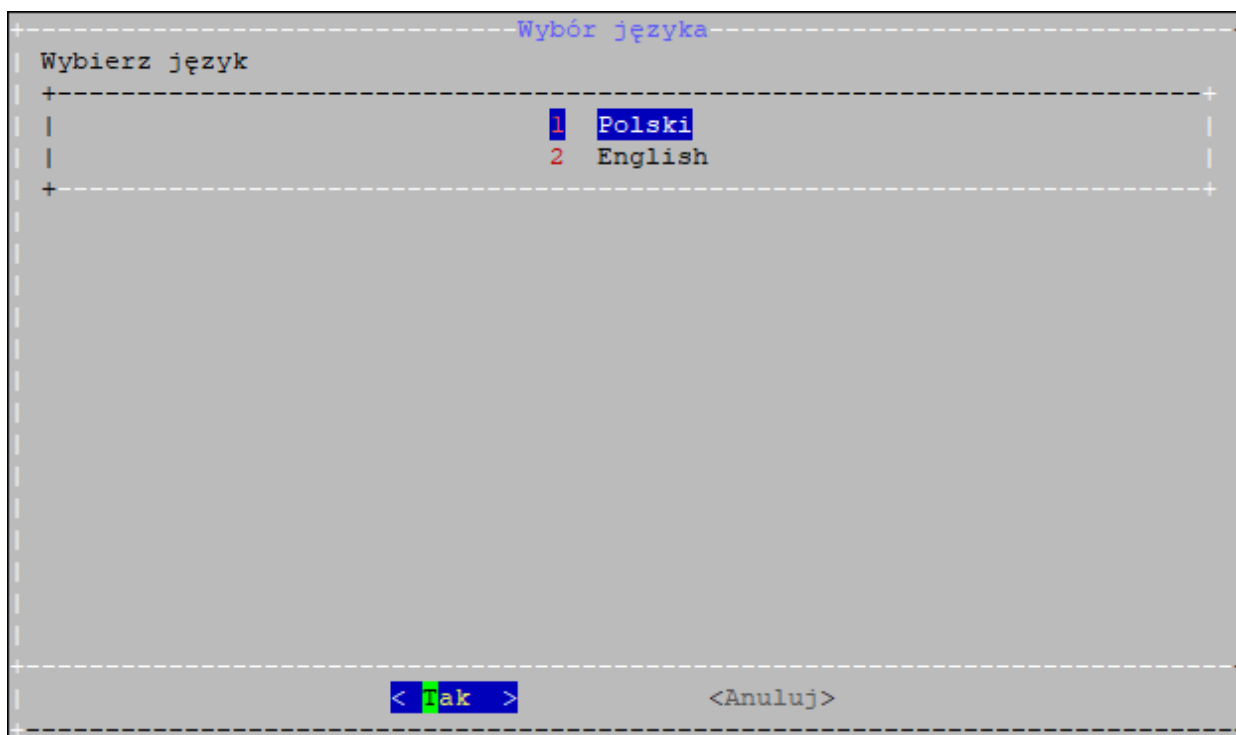 Wybór języka
Wybierz język
1 Polski
2 English
< Tak > <Anuluj>